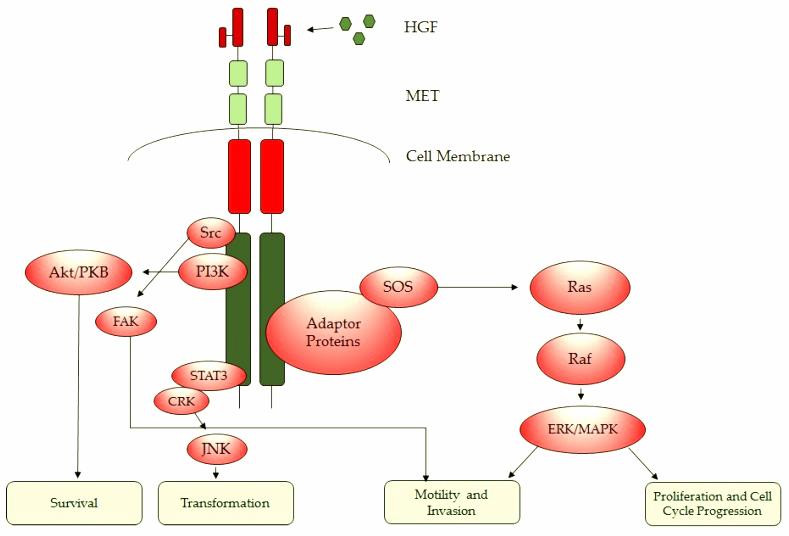 HGF
MET
Cell Membrane
Src
Akt/PKB
PI3K
SOS
Ras
FAK
Adaptor
Proteins
Raf
STAT3
CRK
ERK/MAPK
JNK
Survival
Transformation
Motility and
Invasion
Proliferation and Cell
Cycle Progression